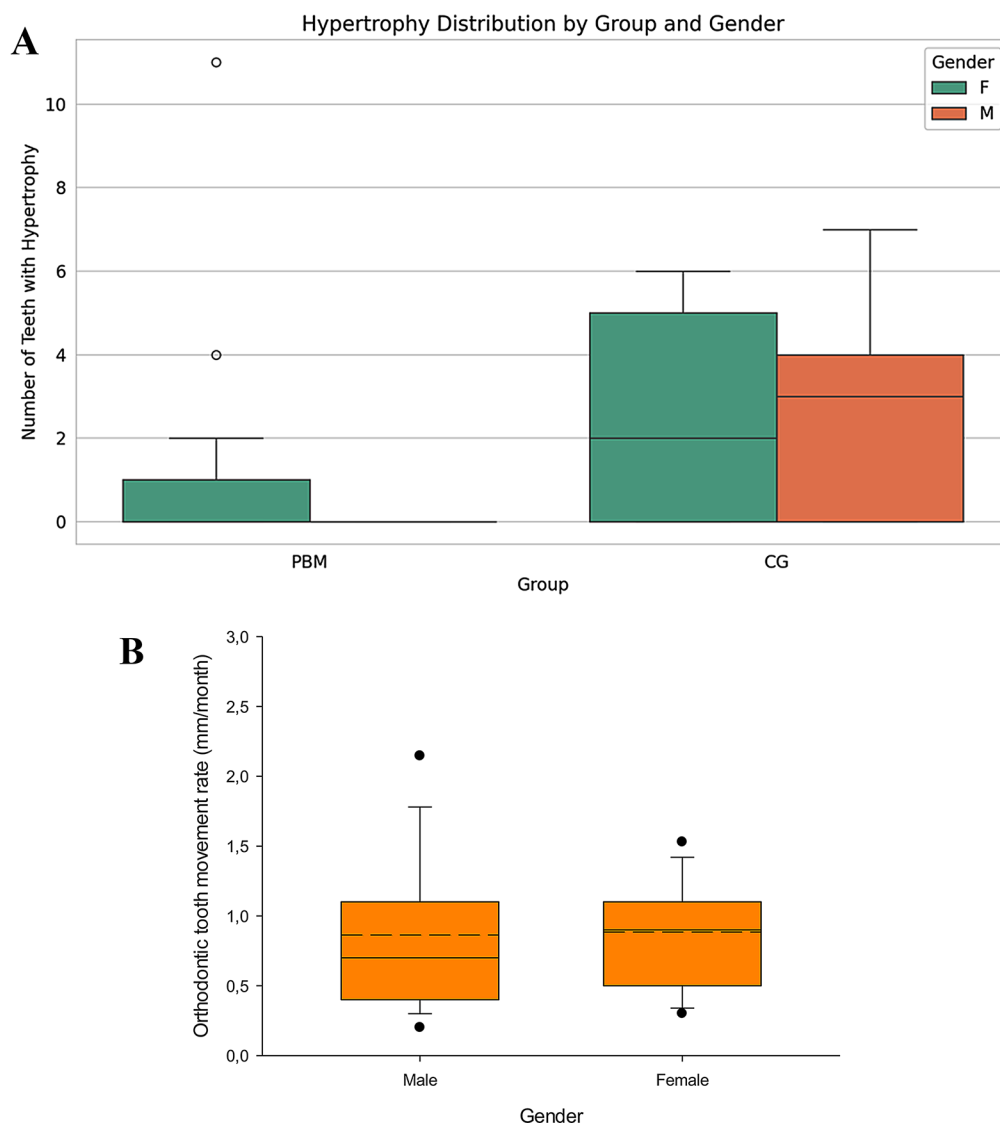 A
Hypertrophy Distribution by Group and Gender
Gender
F
M
Number of Teeth with Hypertrophy
10
8
6
4
2
0
PBM
CG
Group
B
Orthodontic tooth movement rate (mm/month)
3,0
2,5
2,0
1,5
1,0
0,5
0,0
Male
Female
Gender